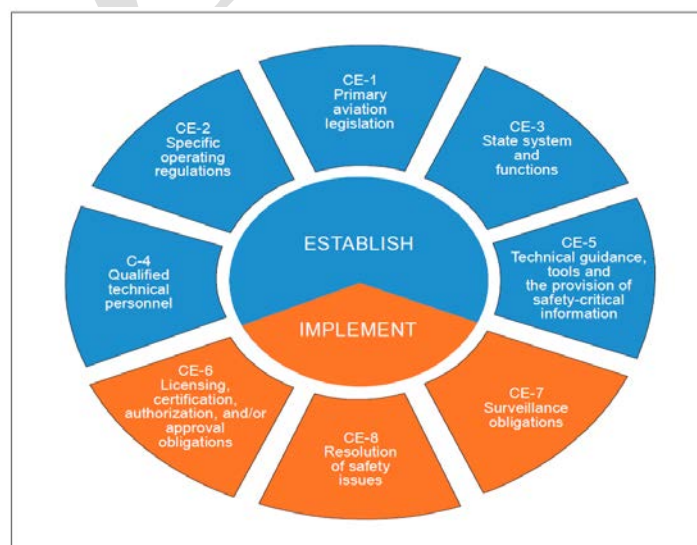 CE-1
Primary
aviation
legislation
CE-2
Specific
operating
regulations
CE-3
State system
and
functions
C-4
Qualified
technical
personnel
ESTABLISH
CE-5
Technical guidance,
tools and
the provision of
safety-critical
information
IMPLEMENT
CE-6
Licensing,
certification,
authorization, and/or
approval
obligations
CE-8
Resolution
of safety
issues
CE-7
Surveillance
obligations